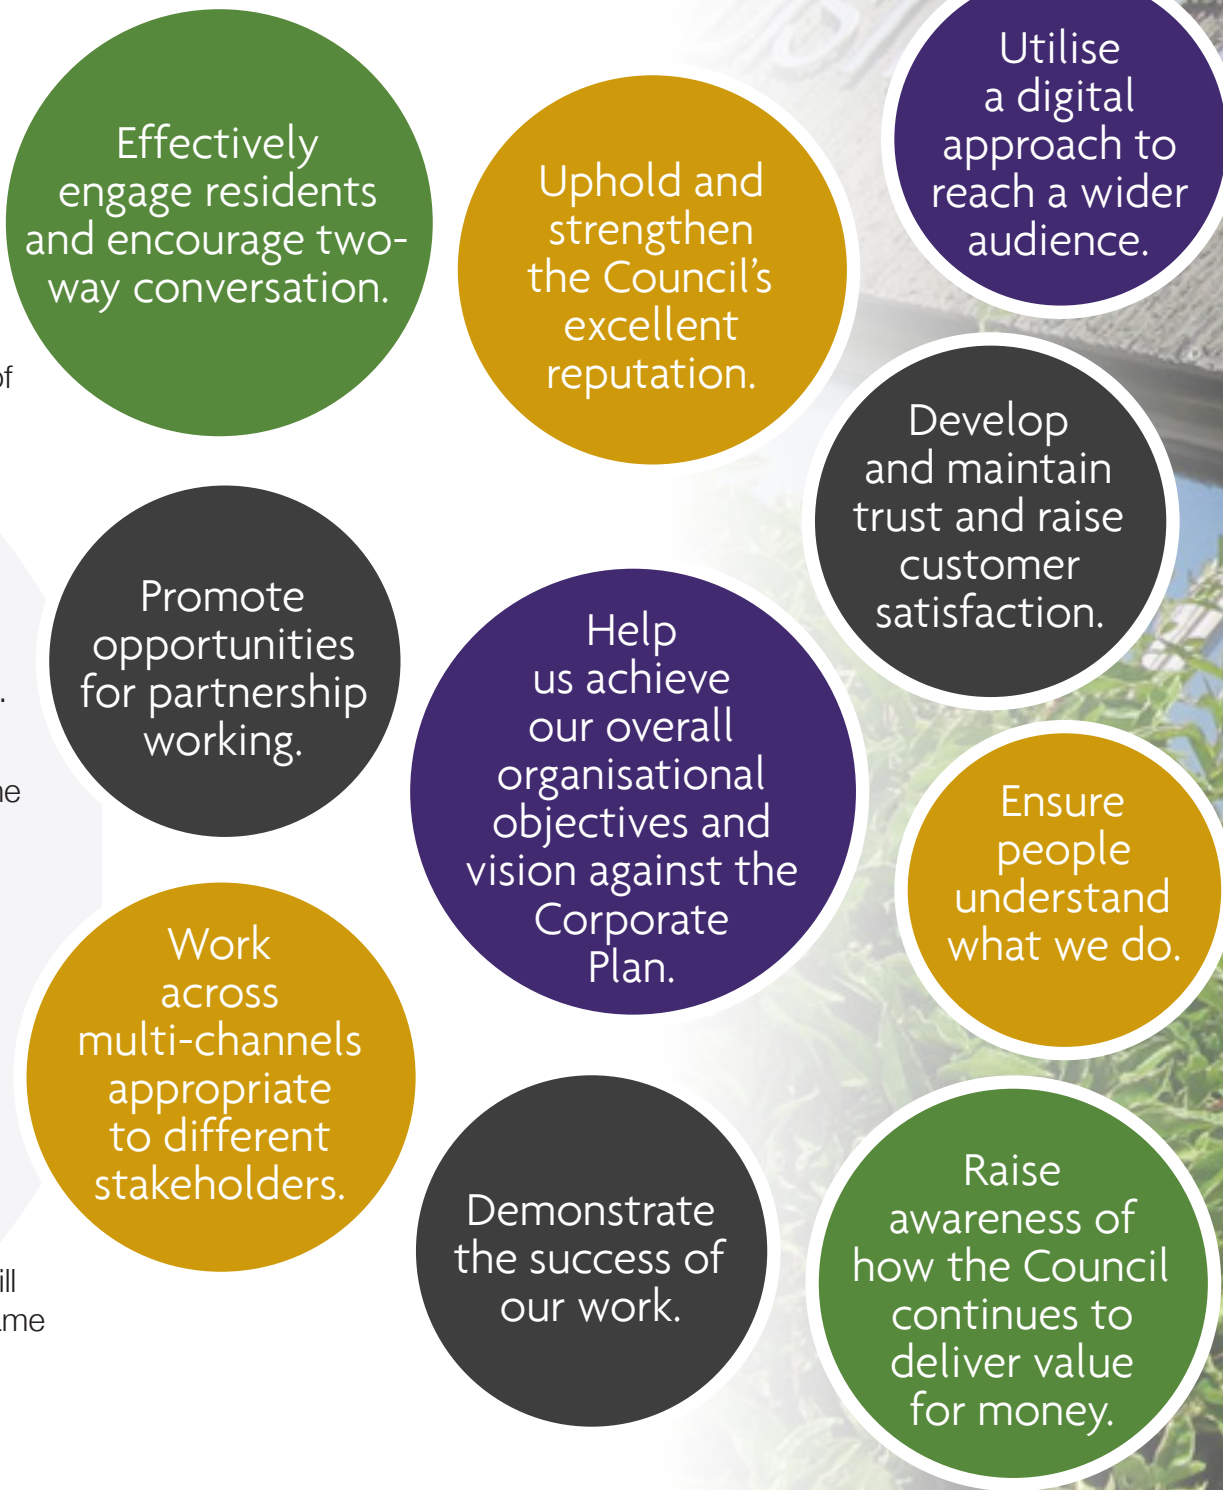 Effectively
engage residents
and encourage two-
way conversation.
Uphold and
strengthen
the Council's
excellent
reputation.
Utilise
a digital
approach to
reach a wider
audience.
of
Develop
and maintain
trust and raise
customer
satisfaction.
Promote
opportunities
for partnership
working.
Help
us achieve
our overall
organisational
objectives and
vision against the
Corporate
Plan.
Ensure
people
understand
what we do.
Work
across
multi-channels
appropriate
to different
stakeholders.
Demonstrate
the success of
our work.
Raise
awareness of
how the Council
continues to
deliver value
for money.